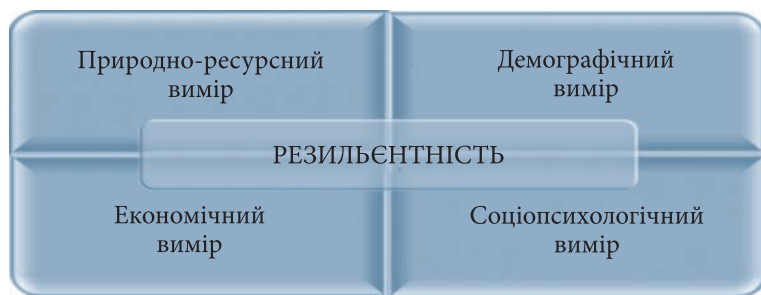 Природно-ресурсний
вимір
Демографічний
вимір
РЕЗИЛЬЄНТНІСТЬ
Економічний
вимір
Соціопсихологічний
вимір